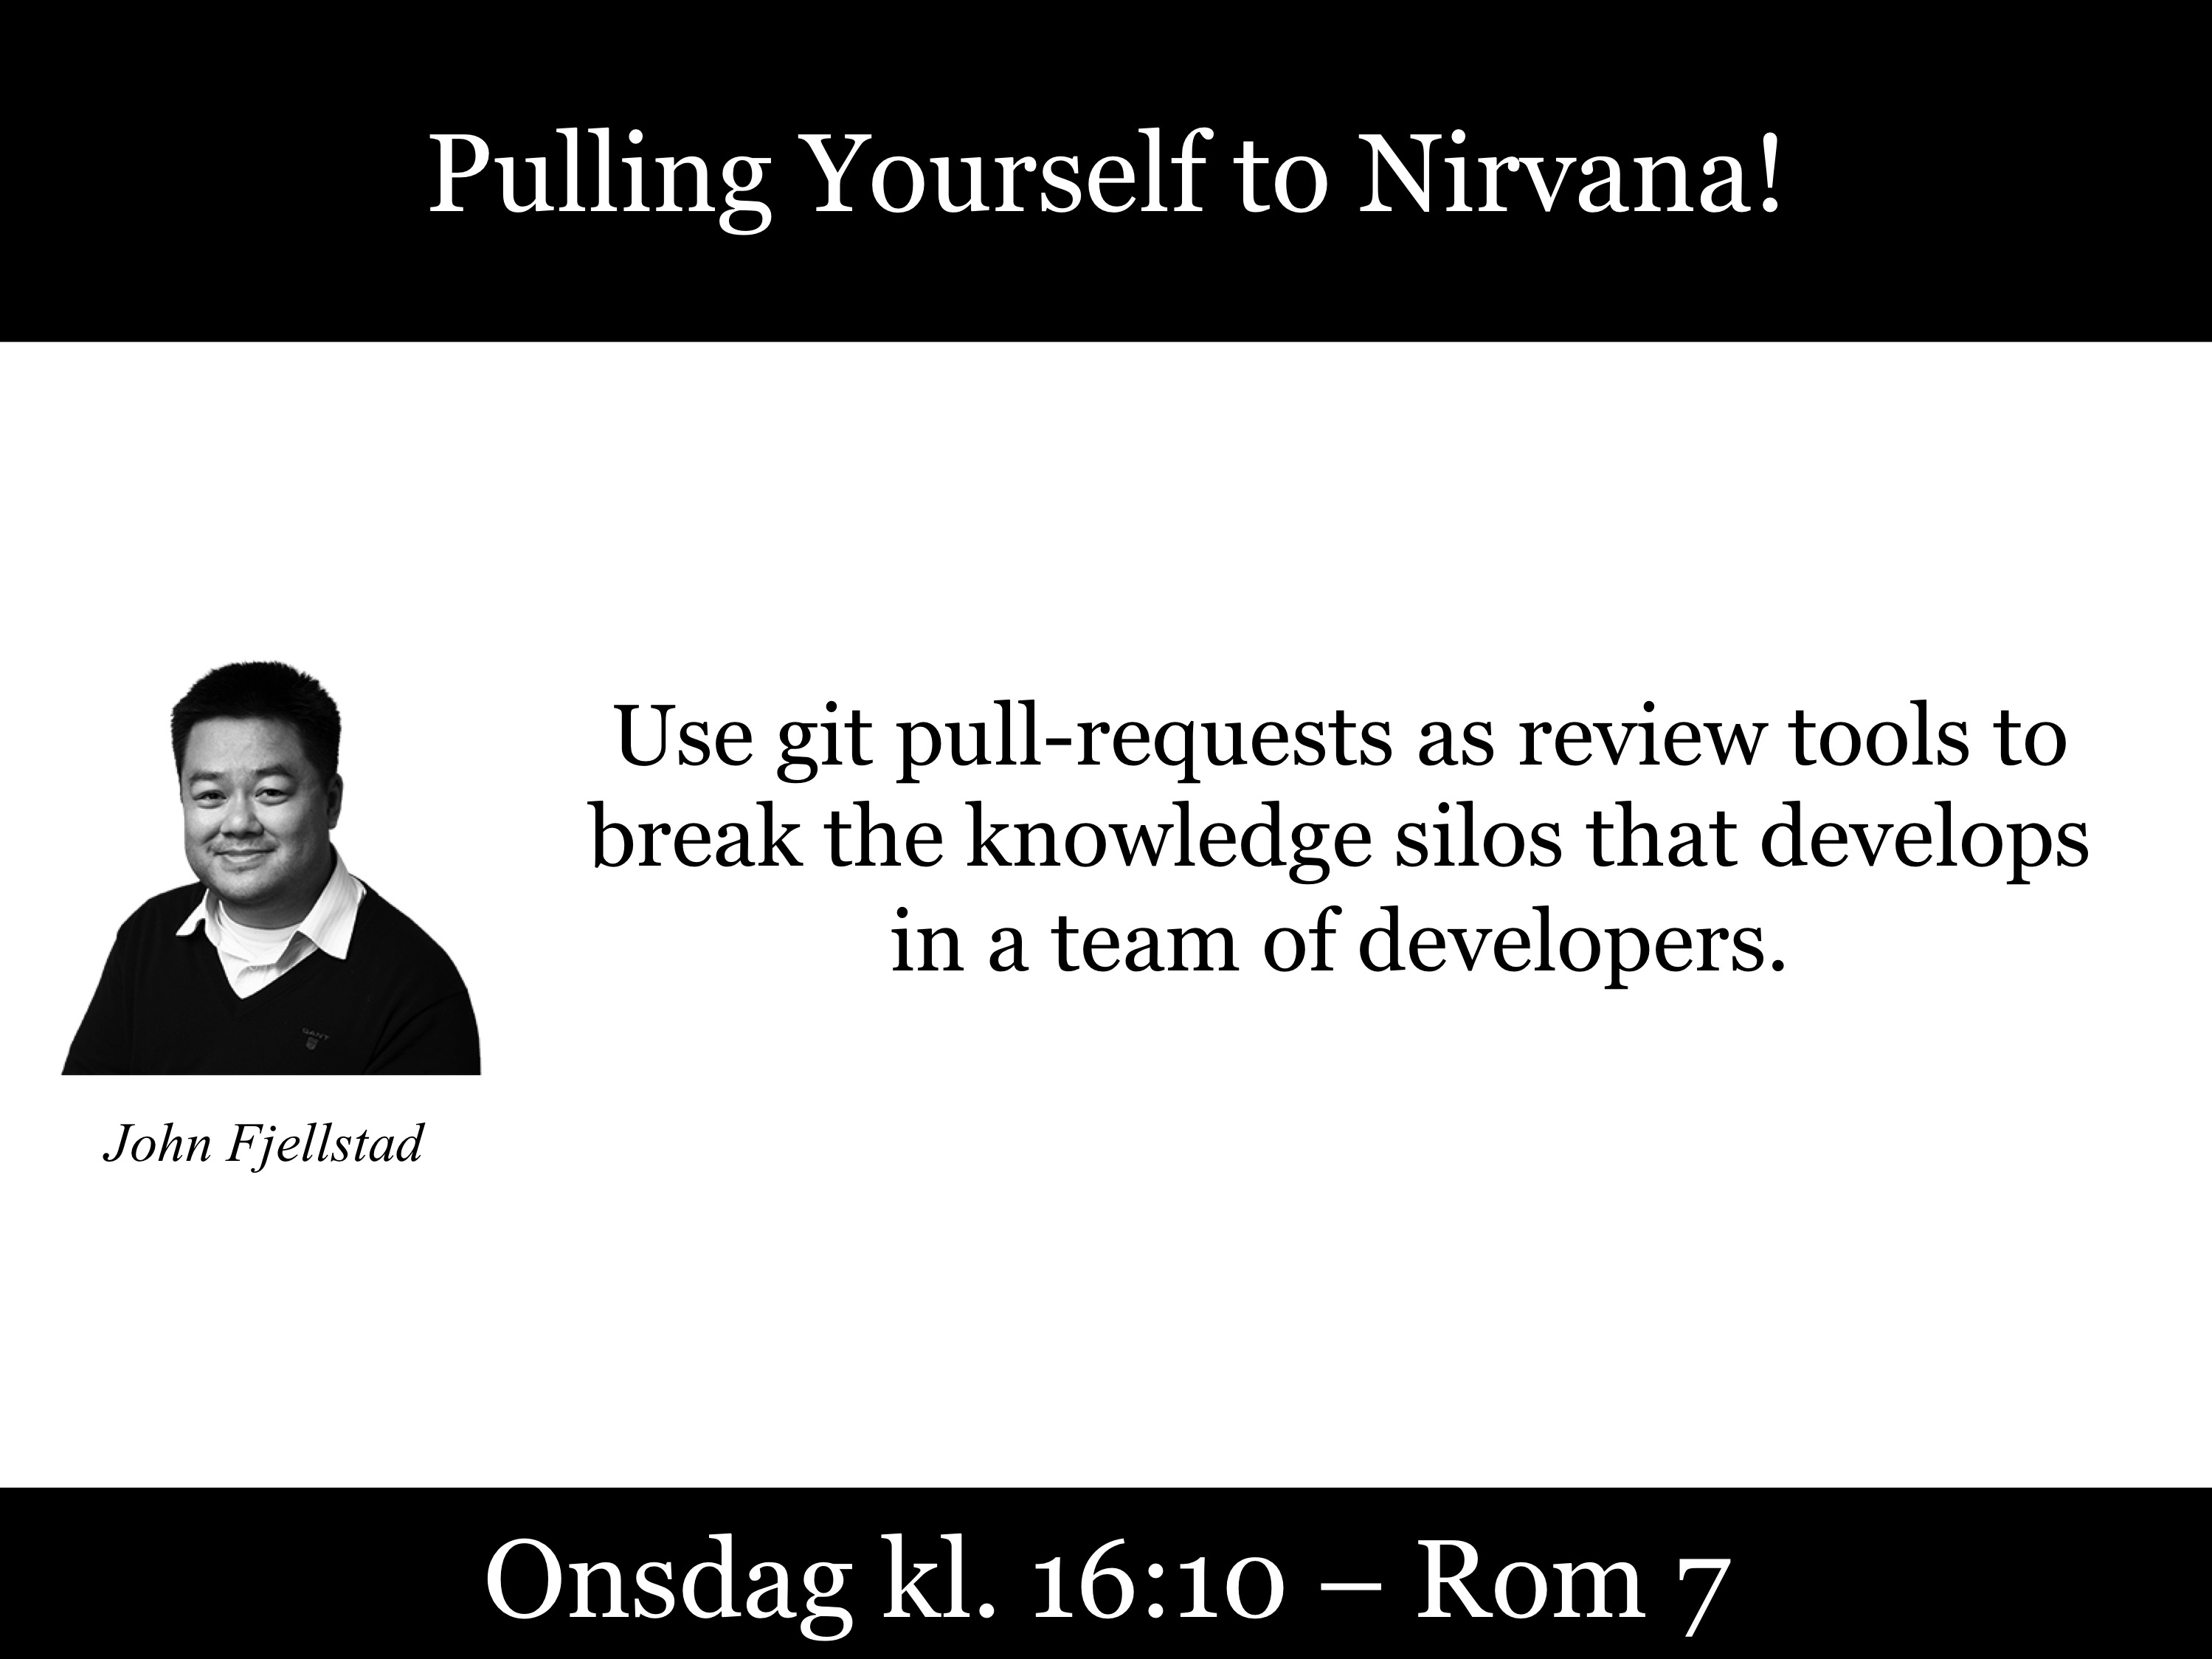 Pulling Yourself to Nirvana!
Use git pull-requests as review tools to
break the knowledge silos that develops
in a team of developers.
GANT
John Fjellstad
Onsdag kl. 16:10 – Rom 7